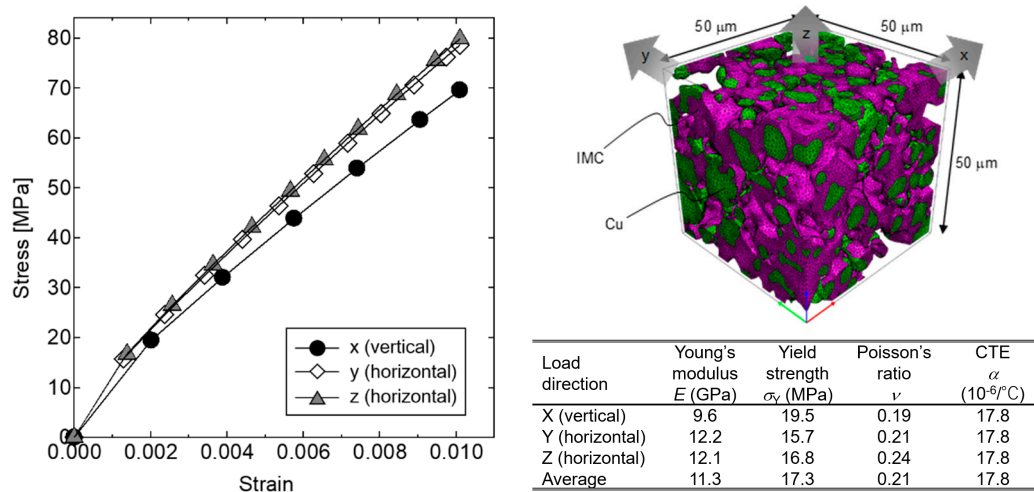 Stress [MPa]
80
70
60
50
40
30
20
10
0
0.000 0.002 0.004 0.006 0.008 0.010
Strain
x (vertical)
y (horizontal)
z (horizontal)
50 μm
50 μm
y
z
x
50 μm
IMC
Cu
Load direction Young's modulus E (GPa) Yield strength σY (MPa) Poisson's ratio ν CTE α (10-6/°C)
X (vertical) 9.6 19.5 0.19 17.8
Y (horizontal) 12.2 15.7 0.21 17.8
Z (horizontal) 12.1 16.8 0.24 17.8
Average 11.3 17.3 0.21 17.8